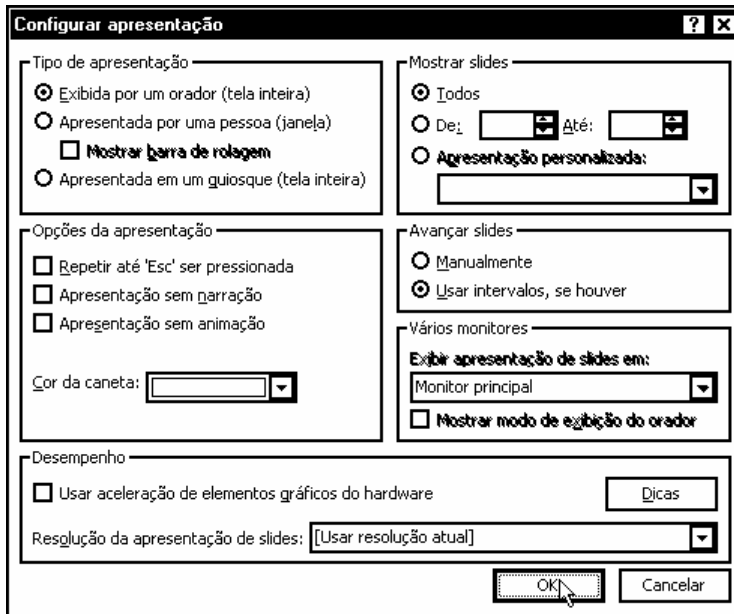 Configurar apresentação
Tipo de apresentação
Exibida por um orador (tela inteira)
Apresentada por uma pessoa (janela)
Mostrar barra de rolagem
Apresentada em um guiosque (tela inteira)
Mostrar slides
Todos
De: Até:
Apresentação personalizada:
Opções da apresentação
Repetir até 'Esc' ser pressionada
Apresentação sem narração
Apresentação sem animação
Cor da caneta:
Avançar slides
Manualmente
Usar intervalos, se houver
Vários monitores
Exibir apresentação de slides em:
Monitor principal
Mostrar modo de exibição do orador
Desempenho
Usar aceleração de elementos gráficos do hardware
Dicas
Resolução da apresentação de slides: [Usar resolução atual]
OK Cancelar